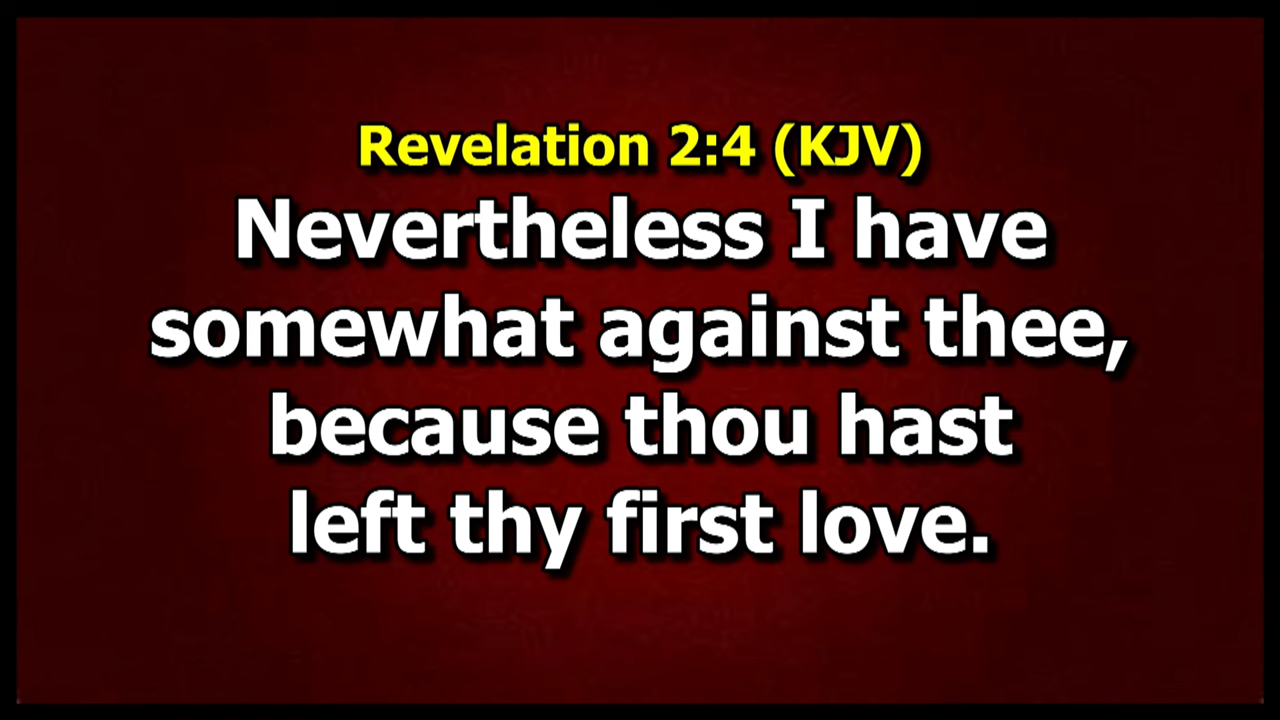 Revelation 2:4 (KJV)
Nevertheless I have
somewhat against thee,
because thou hast
left thy first love.